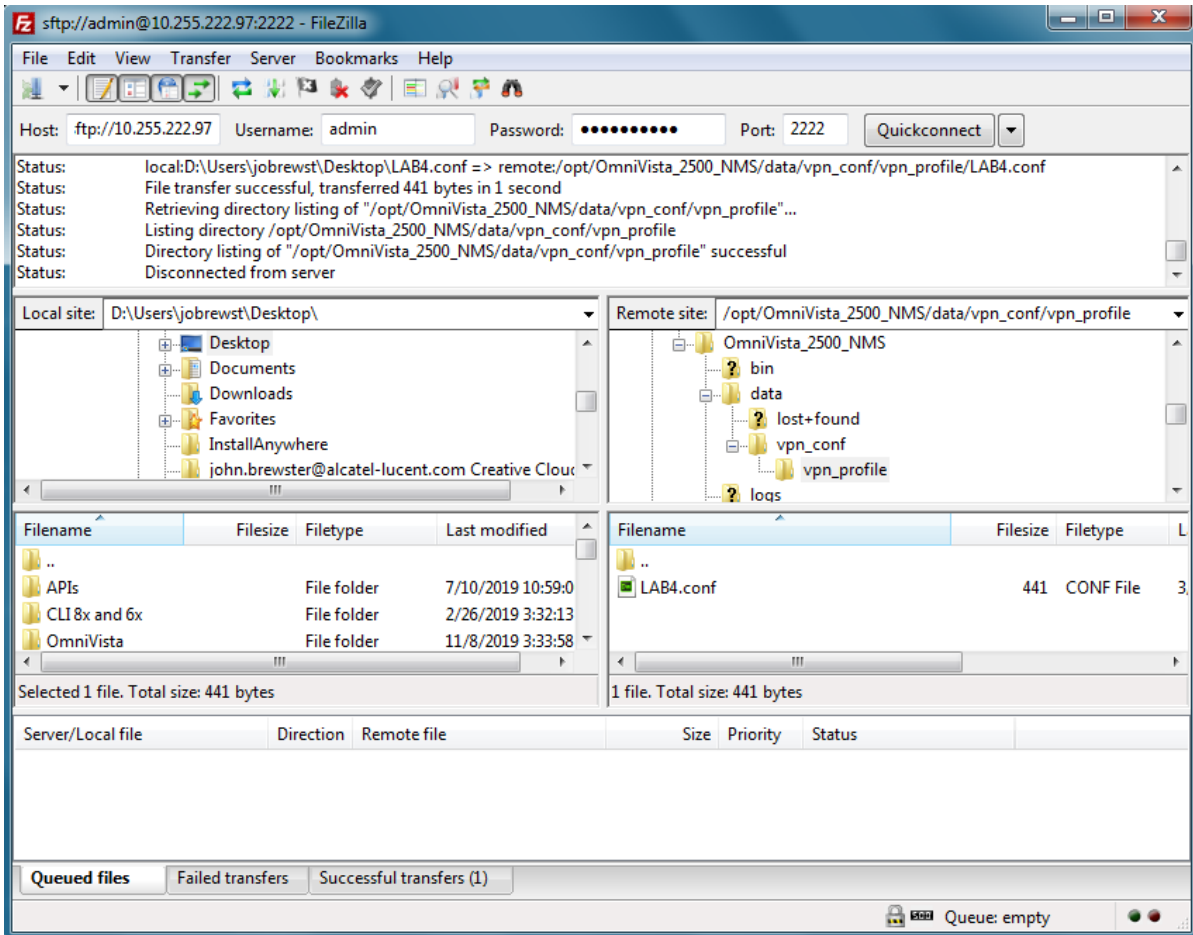 sftp://admin@10.255.222.97:2222 - FileZilla
File Edit View Transfer Server Bookmarks Help
Host: ftp://10.255.222.97 Username: admin Password: •••••••••• Port: 2222 Quickconnect
Status: local:D:\Users\jobrewst\Desktop\LAB4.conf => remote:/opt/OmniVista_2500_NMS/data/vpn_conf/vpn_profile/LAB4.conf
Status: File transfer successful, transferred 441 bytes in 1 second
Status: Retrieving directory listing of "/opt/OmniVista_2500_NMS/data/vpn_conf/vpn_profile"...
Status: Listing directory /opt/OmniVista_2500_NMS/data/vpn_conf/vpn_profile
Status: Directory listing of "/opt/OmniVista_2500_NMS/data/vpn_conf/vpn_profile" successful
Status: Disconnected from server
Local site: D:\Users\jobrewst\Desktop\
Desktop
Documents
Downloads
Favorites
InstallAnywhere
john.brewster@alcatel-lucent.com Creative Cloud
Remote site: /opt/OmniVista_2500_NMS/data/vpn_conf/vpn_profile
OmniVista_2500_NMS
bin
data
lost+found
vpn_conf
vpn_profile
logs
Filename Filesize Filetype Last modified
..
APIs File folder 7/10/2019 10:59:0
CLI 8x and 6x File folder 2/26/2019 3:32:13
OmniVista File folder 11/8/2019 3:33:58
Selected 1 file. Total size: 441 bytes
Filename Filesize Filetype L
..
LAB4.conf 441 CONF File 3,
1 file. Total size: 441 bytes
Server/Local file Direction Remote file Size Priority Status
Queued files Failed transfers Successful transfers (1)
Queue: empty